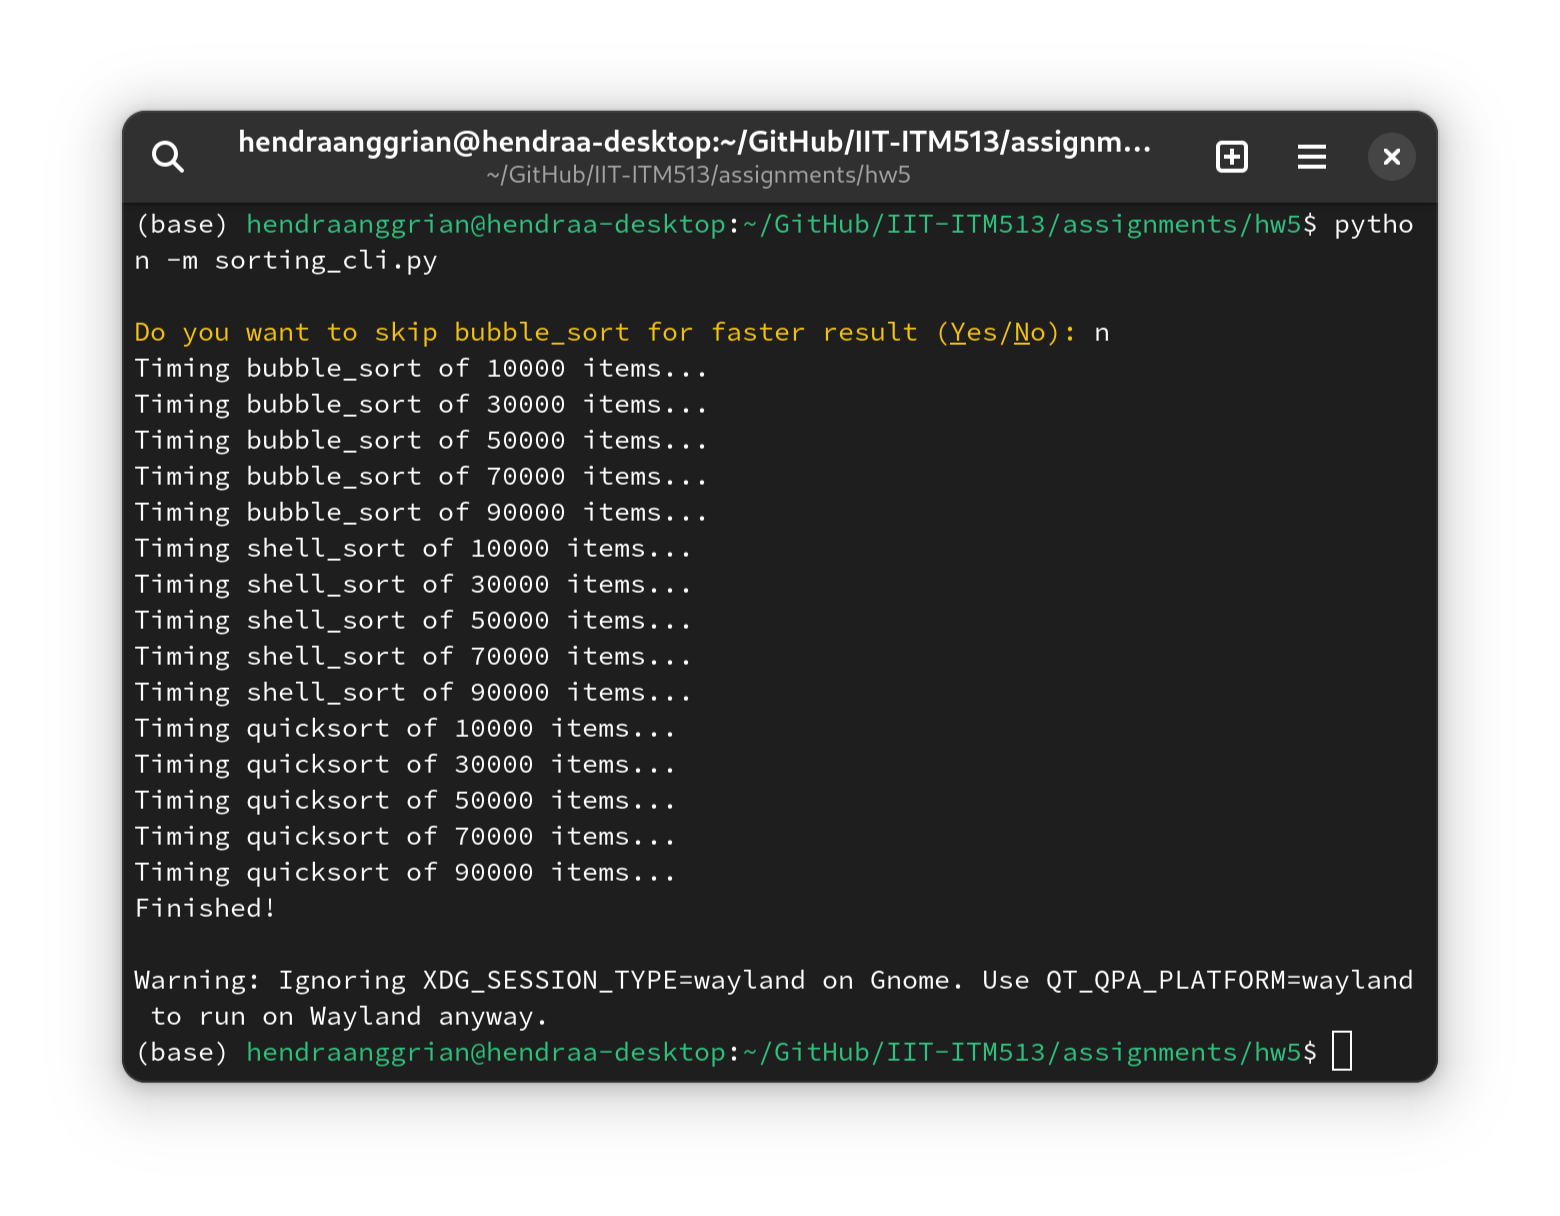 hendraanggrian@hendraa-desktop:~/GitHub/IIT-ITM513/assignm...
~/GitHub/IIT-ITM513/assignments/hw5
(base) hendraanggrian@hendraa-desktop:~/GitHub/IIT-ITM513/assignments/hw5$ pytho
n -m sorting_cli.py
Do you want to skip bubble_sort for faster result (Yes/No): n
Timing bubble_sort of 10000 items...
Timing bubble_sort of 30000 items...
Timing bubble_sort of 50000 items...
Timing bubble_sort of 70000 items...
Timing bubble_sort of 90000 items...
Timing shell_sort of 10000 items...
Timing shell_sort of 30000 items...
Timing shell_sort of 50000 items...
Timing shell_sort of 70000 items...
Timing shell_sort of 90000 items...
Timing quicksort of 10000 items...
Timing quicksort of 30000 items...
Timing quicksort of 50000 items...
Timing quicksort of 70000 items...
Timing quicksort of 90000 items...
Finished!
Warning: Ignoring XDG_SESSION_TYPE=wayland on Gnome. Use QT_QPA_PLATFORM=wayland
 to run on Wayland anyway.
(base) hendraanggrian@hendraa-desktop:~/GitHub/IIT-ITM513/assignments/hw5$